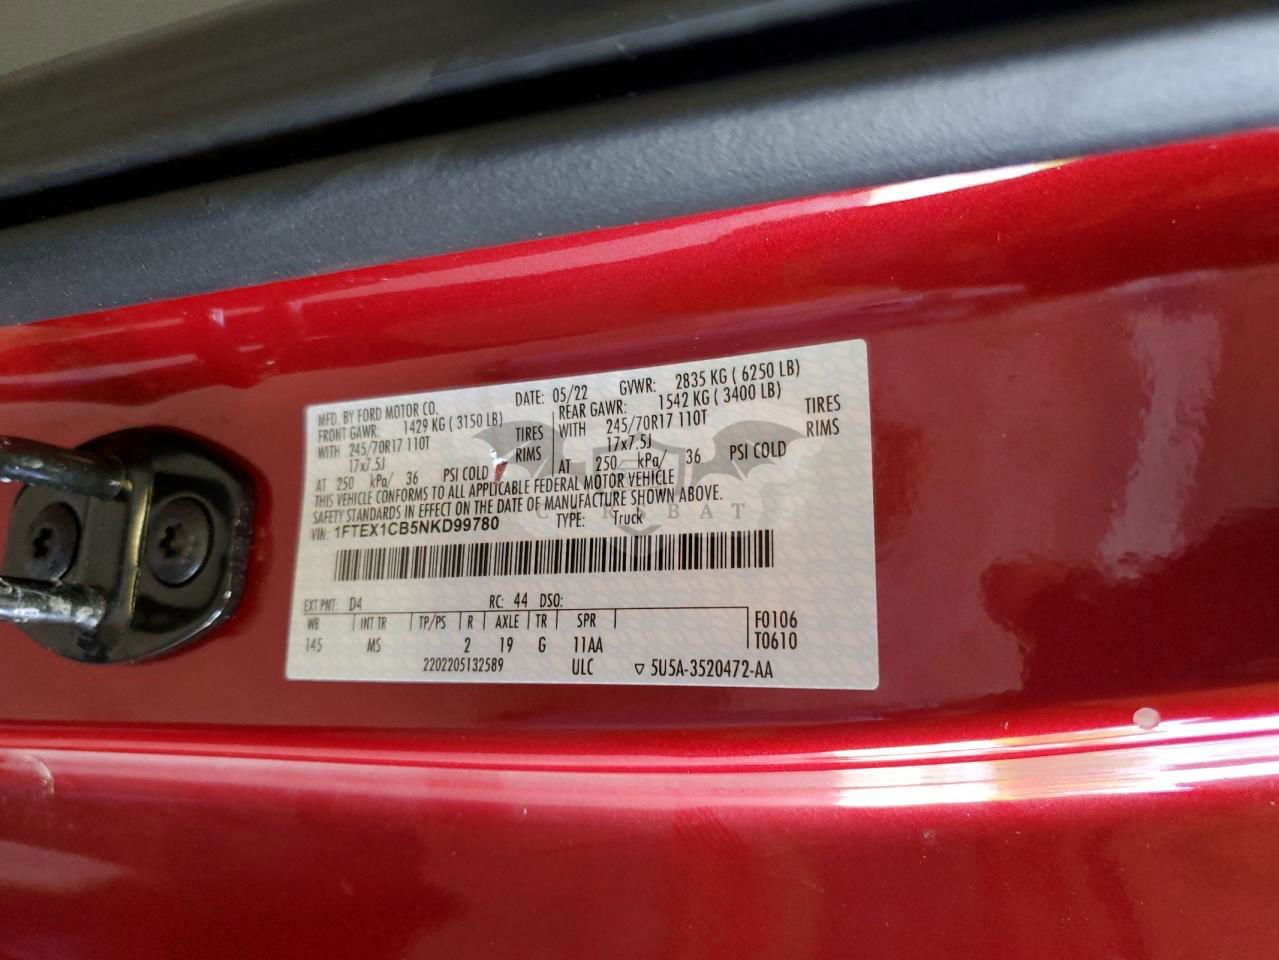 MFD. BY FORD MOTOR CO.
DATE: 05/22 GVWR: 2835 KG ( 6250 LB)
FRONT GAWR: 1429 KG ( 3150 LB) REAR GAWR: 1542 KG ( 3400 LB)
WITH 245/70R17 110T TIRES WITH 245/70R17 110T TIRES
17x7.5J RIMS 17x7.5J RIMS
AT 250 kPa/ 36 PSI COLD AT 250 kPa/ 36 PSI COLD
THIS VEHICLE CONFORMS TO ALL APPLICABLE FEDERAL MOTOR VEHICLE
SAFETY STANDARDS IN EFFECT ON THE DATE OF MANUFACTURE SHOWN ABOVE.
VIN: 1FTEX1CB5NKD99780 TYPE: Truck
EXT PNT: D4 RC: 44 DSO:
WB INT TR TP/PS R AXLE TR SPR F0106
145 MS 2 19 G 11AA T0610
2202205132589 ULC ▽ 5U5A-3520472-AA